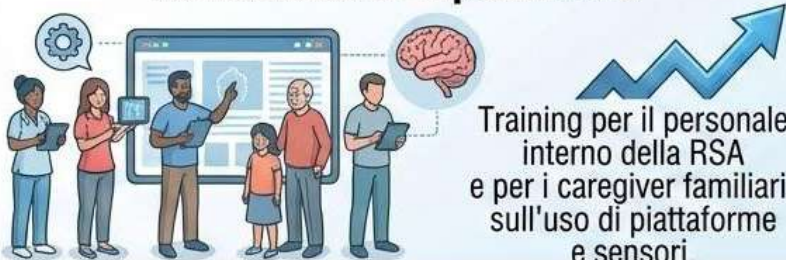 Training per il personale
interno della RSA
e per i caregiver familiari
sull'uso di piattaforme
e sensori.